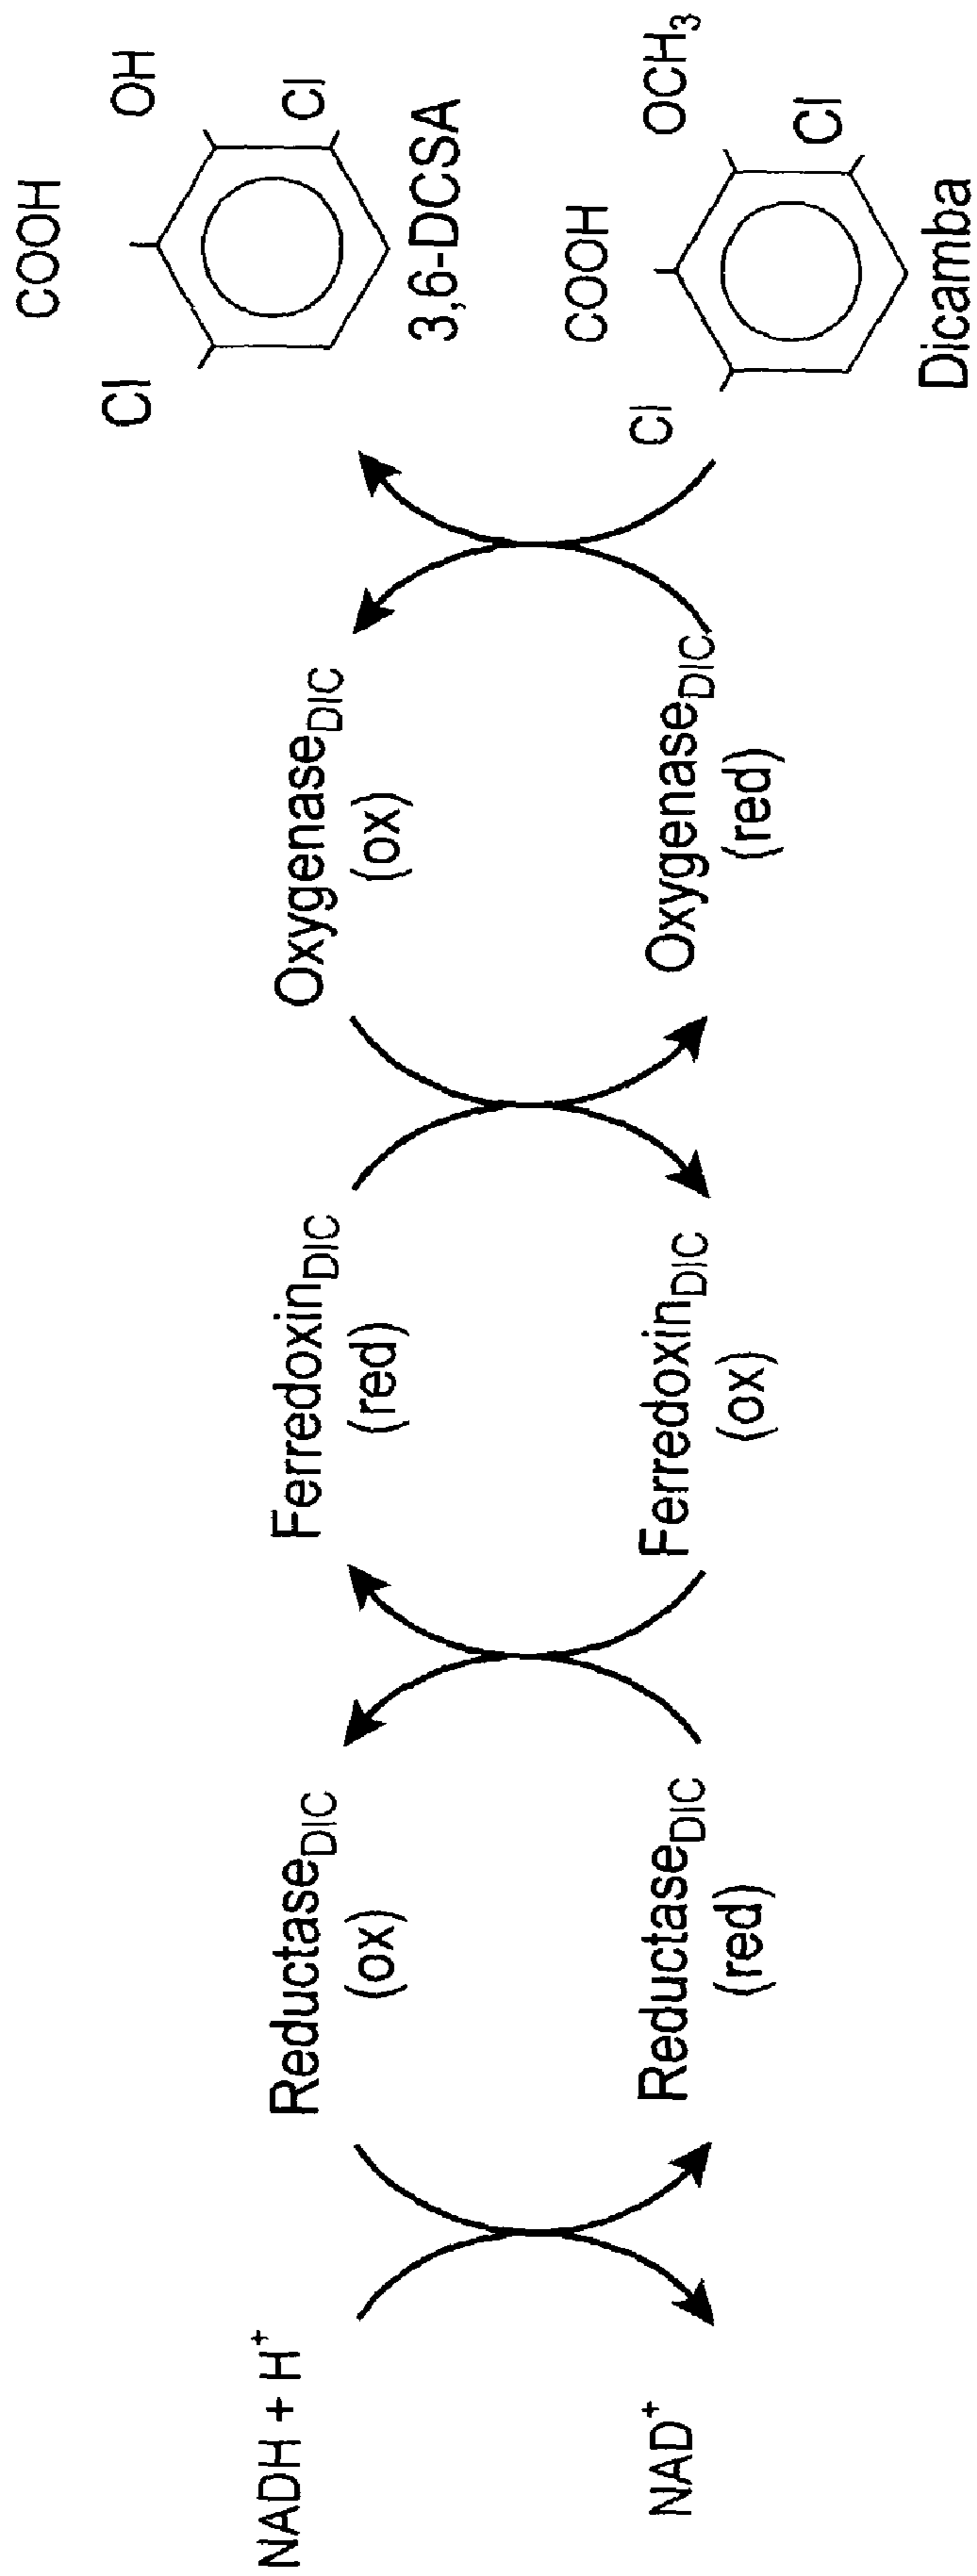 NADH + H⁺
NAD⁺
Reductase_DIC
(ox)
Reductase_DIC
(red)
Ferredoxin_DIC
(red)
Ferredoxin_DIC
(ox)
Oxygenase_DIC
(ox)
Oxygenase_DIC
(red)
COOH
Cl
OH
Cl
3,6-DCSA
COOH
Cl
OCH₃
Cl
Dicamba